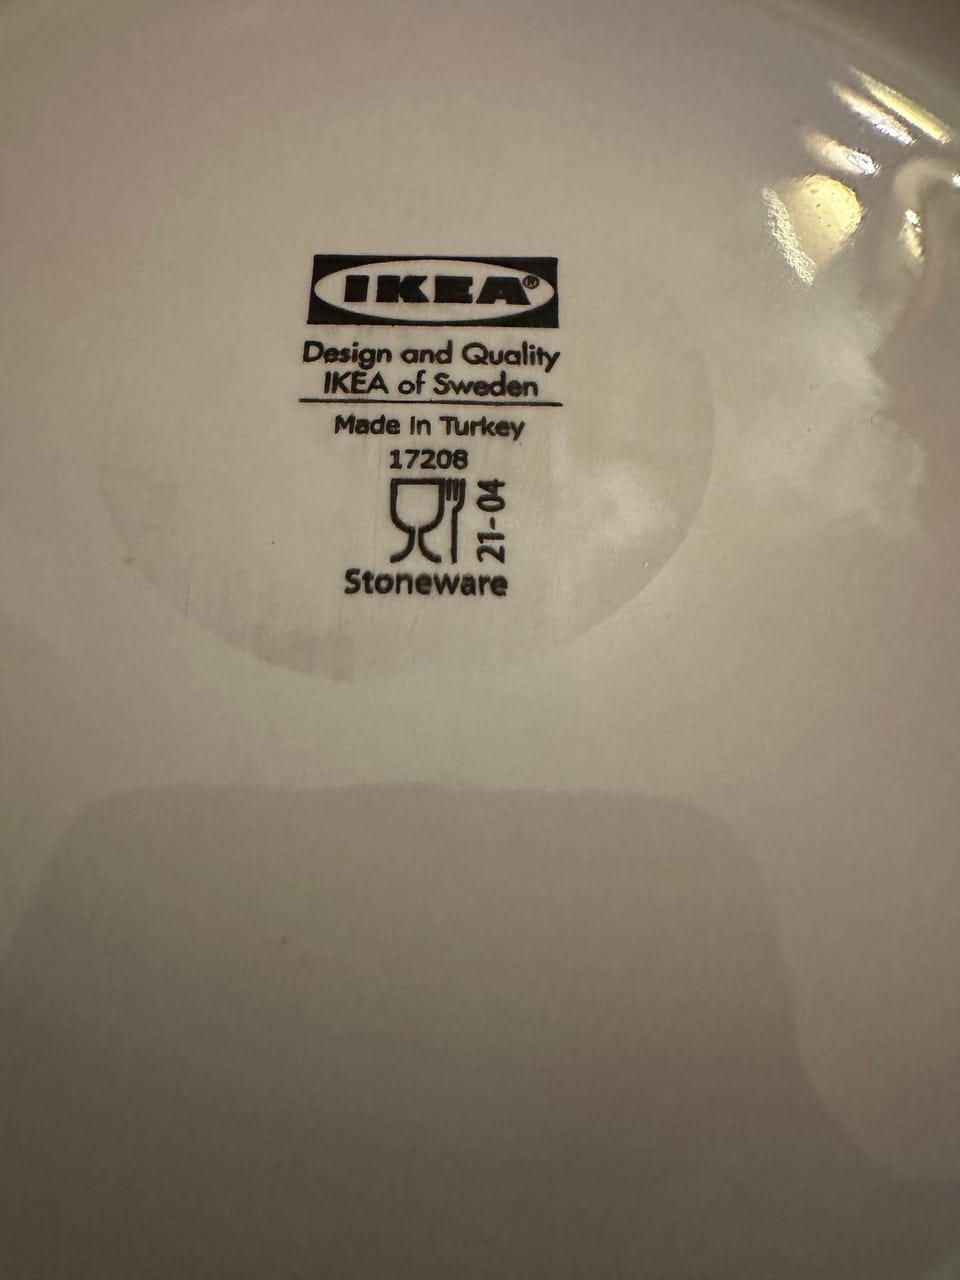 IKEA®
Design and Quality
IKEA of Sweden
Made in Turkey
17208
21-04
Stoneware